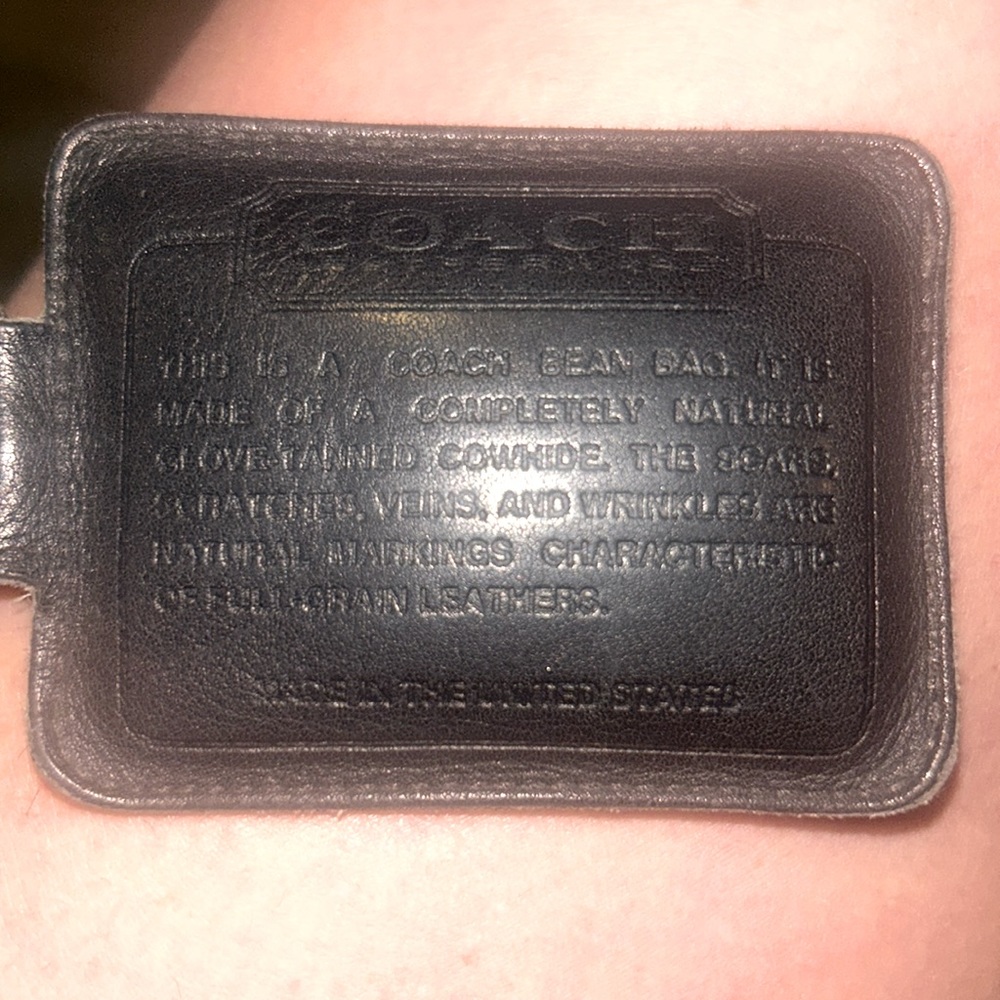 COACH
THIS IS A COACH BEAN BAG. IT IS
MADE OF A COMPLETELY NATURAL
GLOVE-TANNED COWHIDE. THE SCARS,
SCRATCHES, VEINS, AND WRINKLES ARE
NATURAL MARKINGS CHARACTERISTIC
OF FULL-GRAIN LEATHERS.
MADE IN THE UNITED STATES